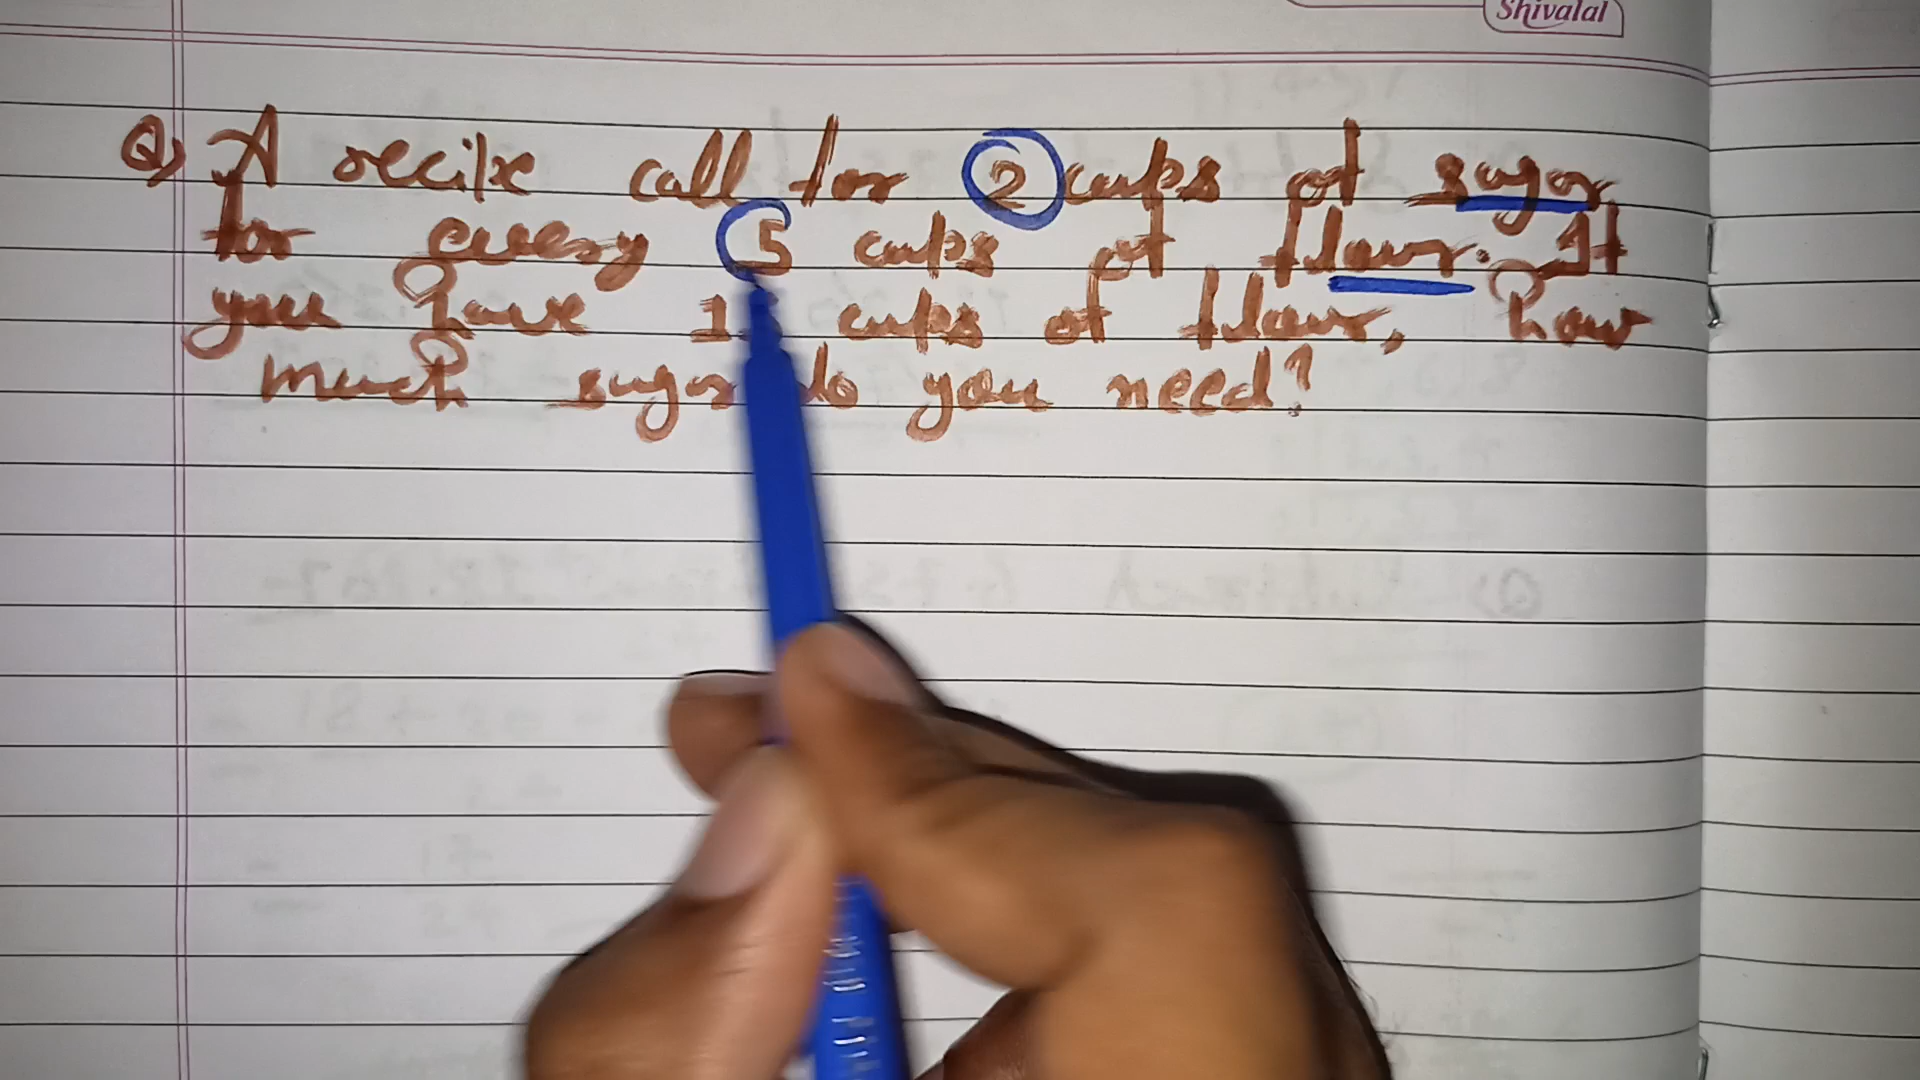 Shivalal
Q) A recipe call for 2 cups of sugar
for every 5 cups of flour. If
you have cups of flour, how
much sugar do you need?